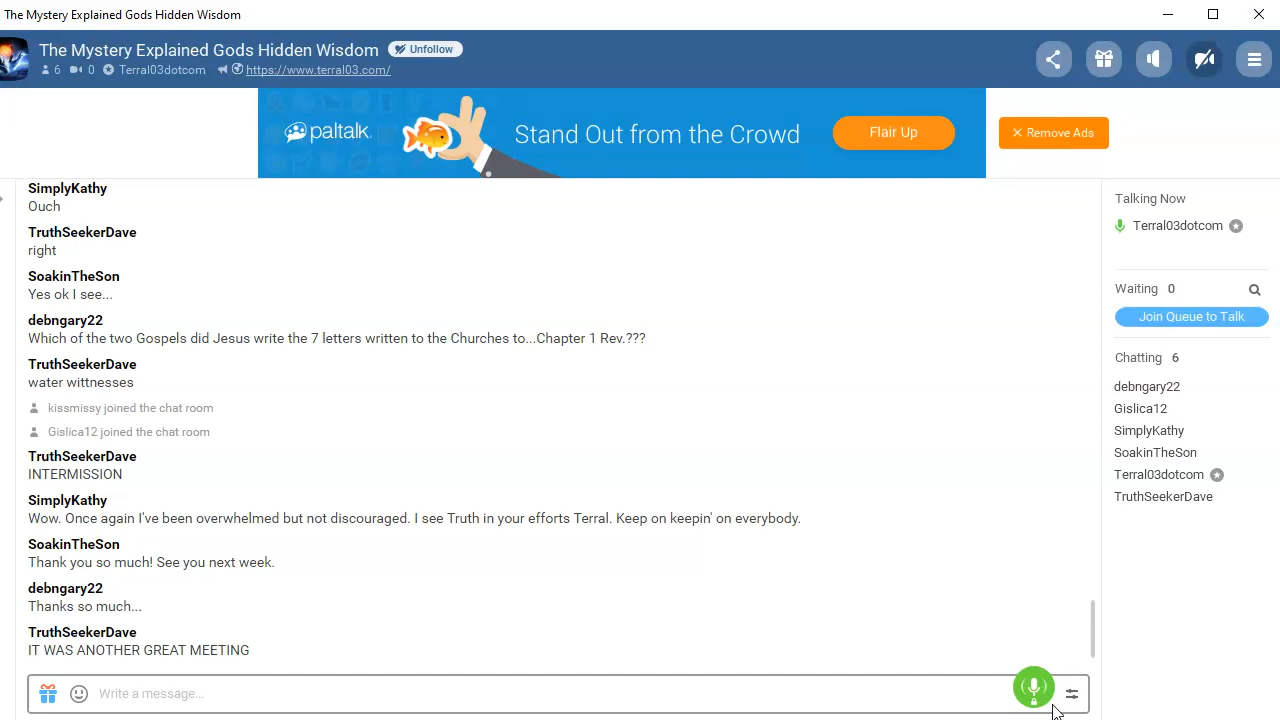 The Mystery Explained Gods Hidden Wisdom
The Mystery Explained Gods Hidden Wisdom Unfollow
6 0 Terral03dotcom https://www.terral03.com/
paltalk Stand Out from the Crowd Flair Up Remove Ads
SimplyKathy
Ouch
TruthSeekerDave
right
SoakinTheSon
Yes ok I see...
debngary22
Which of the two Gospels did Jesus write the 7 letters written to the Churches to...Chapter 1 Rev.???
TruthSeekerDave
water wittnesses
kissmissy joined the chat room
Gislica12 joined the chat room
TruthSeekerDave
INTERMISSION
SimplyKathy
Wow. Once again I've been overwhelmed but not discouraged. I see Truth in your efforts Terral. Keep on keepin' on everybody.
SoakinTheSon
Thank you so much! See you next week.
debngary22
Thanks so much...
TruthSeekerDave
IT WAS ANOTHER GREAT MEETING
Write a message...
Talking Now
Terral03dotcom
Waiting 0
Join Queue to Talk
Chatting 6
debngary22
Gislica12
SimplyKathy
SoakinTheSon
Terral03dotcom
TruthSeekerDave